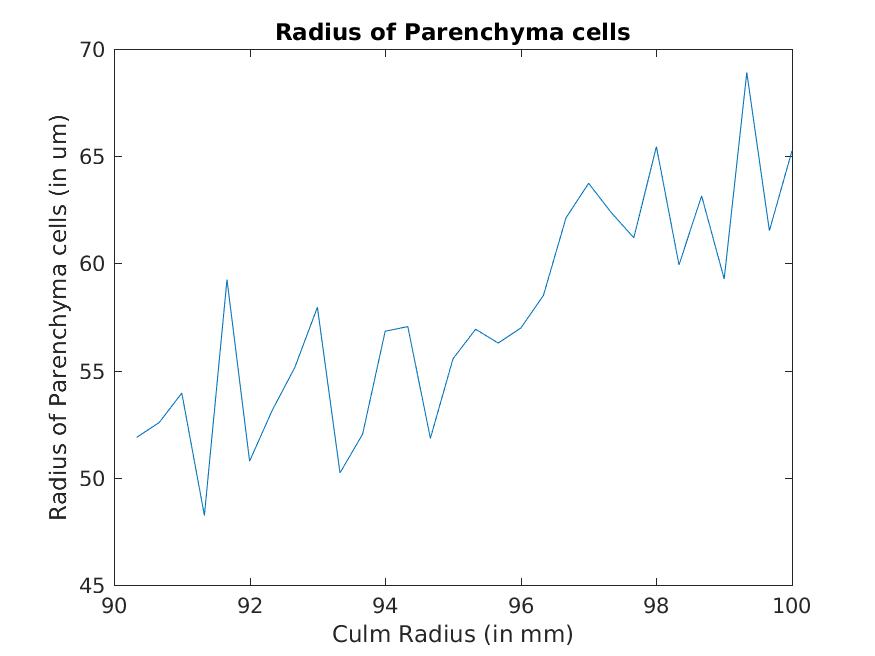 Radius of Parenchyma cells
Radius of Parenchyma cells (in um)
70
65
60
55
50
45
90 92 94 96 98 100
Culm Radius (in mm)